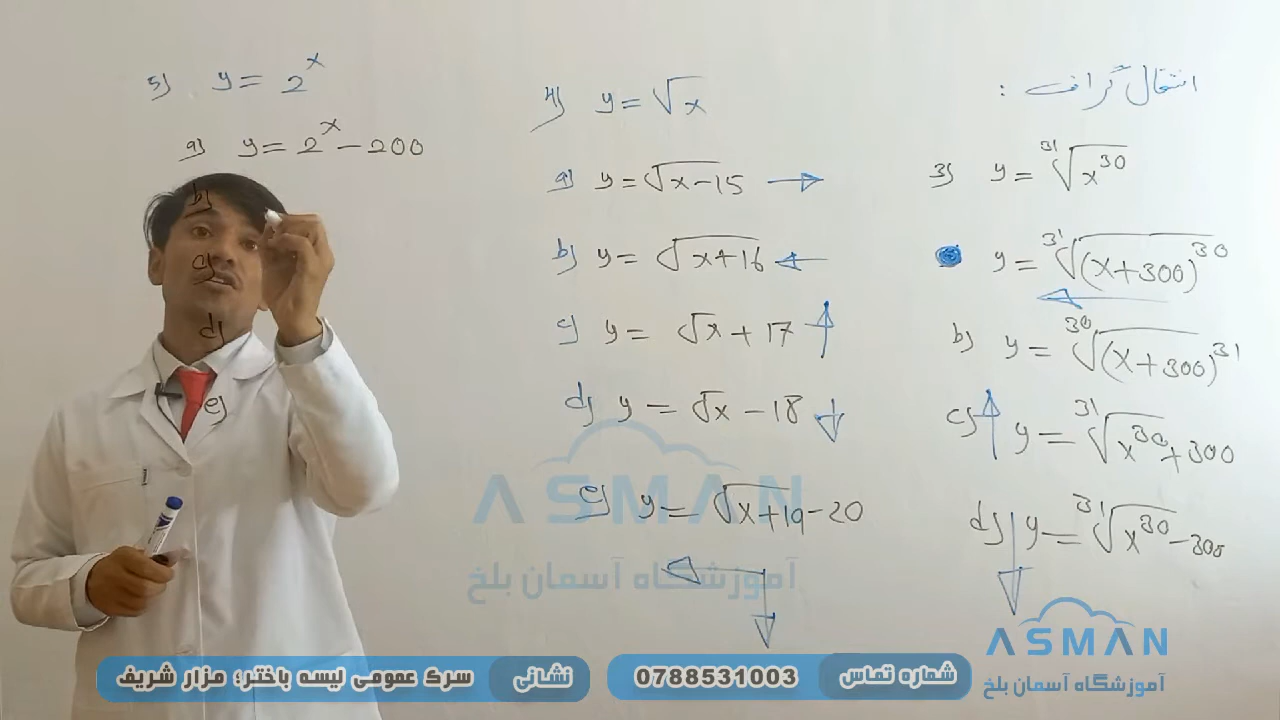 انتقال گراف :
3) y = ³¹√x³⁰
y = ³¹√(x+300)³⁰
b) y = ³⁰√(x+300)³¹
c) y = ³¹√x³⁰+300
d) y = ³¹√x³⁰-300
4) y = √x
a) y = √x-15
b) y = √x+16
c) y = √x + 17
d) y = √x - 18
e) y = √x+19-20
5) y = 2ˣ
a) y = 2ˣ - 200
b)
c)
d)
e)
ASMAN
آموزشگاه آسمان بلخ
ASMAN
آموزشگاه آسمان بلخ
شماره تماس 0788531003
نشانی سرک عمومی لیسه باختر؛ مزار شریف